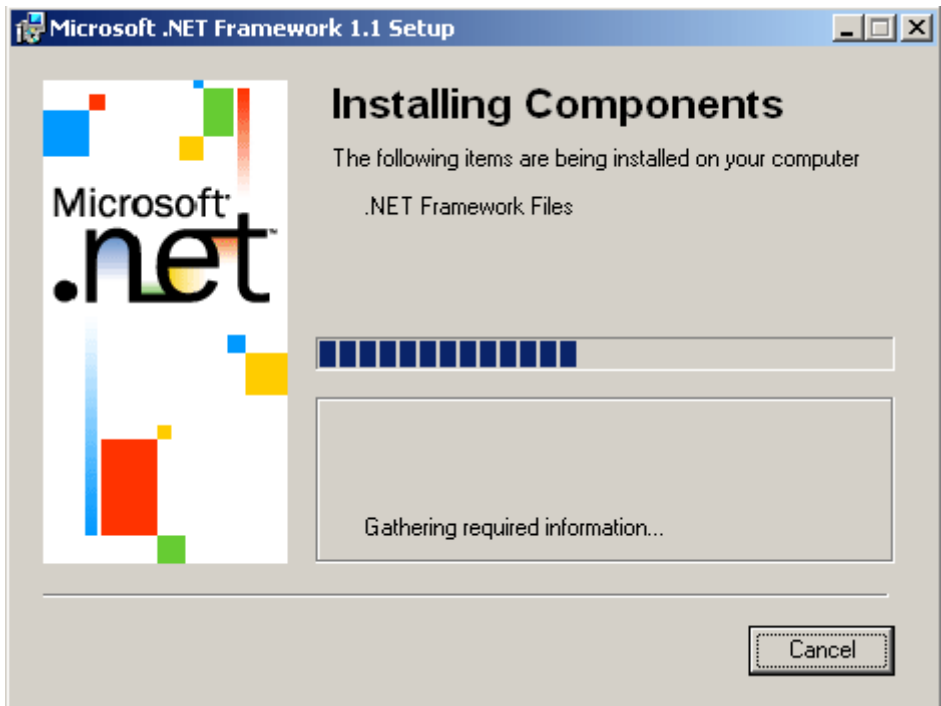 Microsoft .NET Framework 1.1 Setup
Installing Components
The following items are being installed on your computer
.NET Framework Files
Microsoft
.net™
Gathering required information...
Cancel